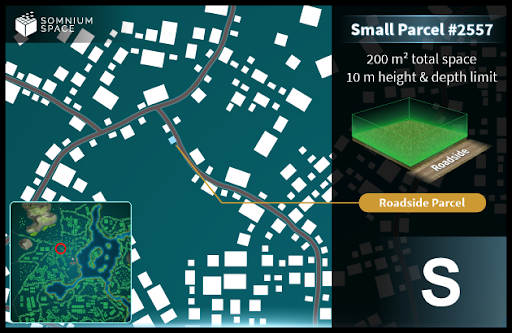 SOMNIUM
SPACE
Small Parcel #2557
200 m² total space
10 m height & depth limit
Roadside
Roadside Parcel
S